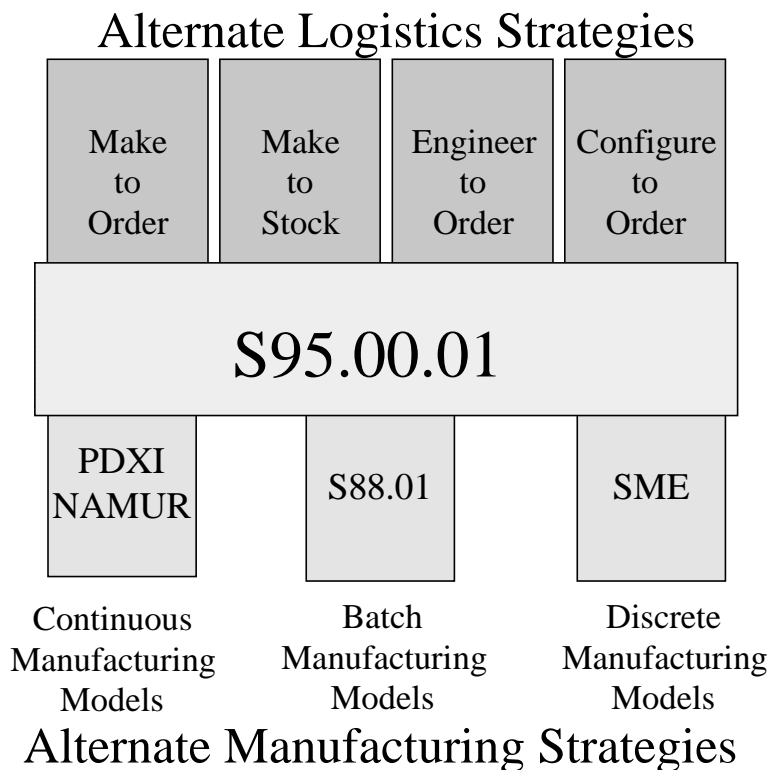 Alternate Logistics Strategies
Make
to
Order
Make
to
Stock
Engineer
to
Order
Configure
to
Order
S95.00.01
PDXI
NAMUR
S88.01
SME
Continuous
Manufacturing
Models
Batch
Manufacturing
Models
Discrete
Manufacturing
Models
Alternate Manufacturing Strategies